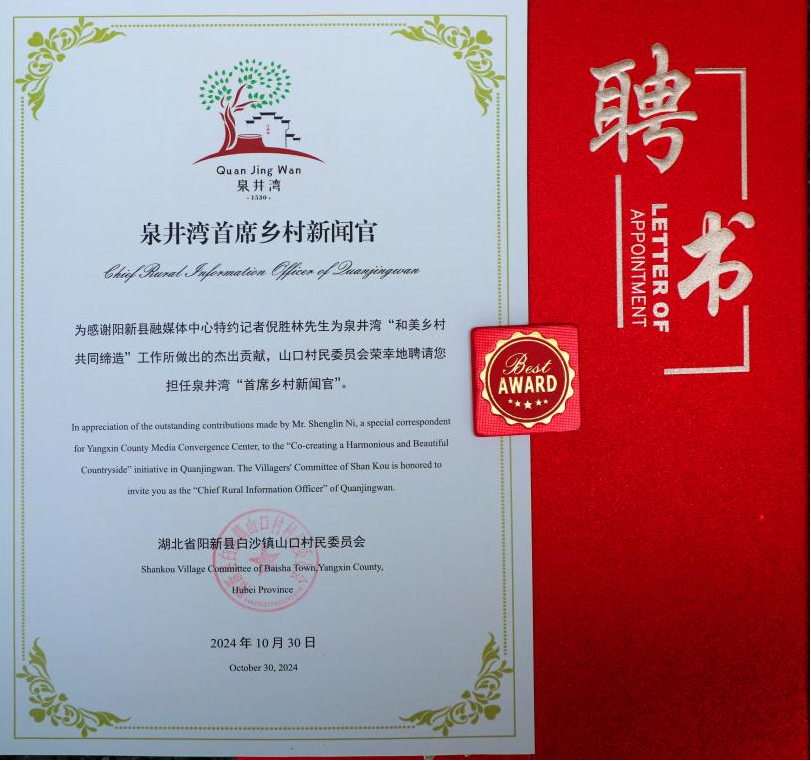 Quan Jing Wan
泉井湾
·1530·
泉井湾首席乡村新闻官
Chief Rural Information Officer of Quanjingwan
为感谢阳新县融媒体中心特约记者倪胜林先生为泉井湾“和美乡村
共同缔造”工作所做出的杰出贡献，山口村民委员会荣幸地聘请您
担任泉井湾“首席乡村新闻官”。
In appreciation of the outstanding contributions made by Mr. Shenglin Ni, a special correspondent
for Yangxin County Media Convergence Center, to the “Co-creating a Harmonious and Beautiful
Countryside” initiative in Quanjingwan. The Villagers' Committee of Shan Kou is honored to
invite you as the “Chief Rural Information Officer” of Quanjingwan.
湖北省阳新县白沙镇山口村民委员会
Shankou Village Committee of Baisha Town,Yangxin County,
Hubei Province
2024年10月30日
October 30, 2024
Best
AWARD
聘书
LETTER OF
APPOINTMENT